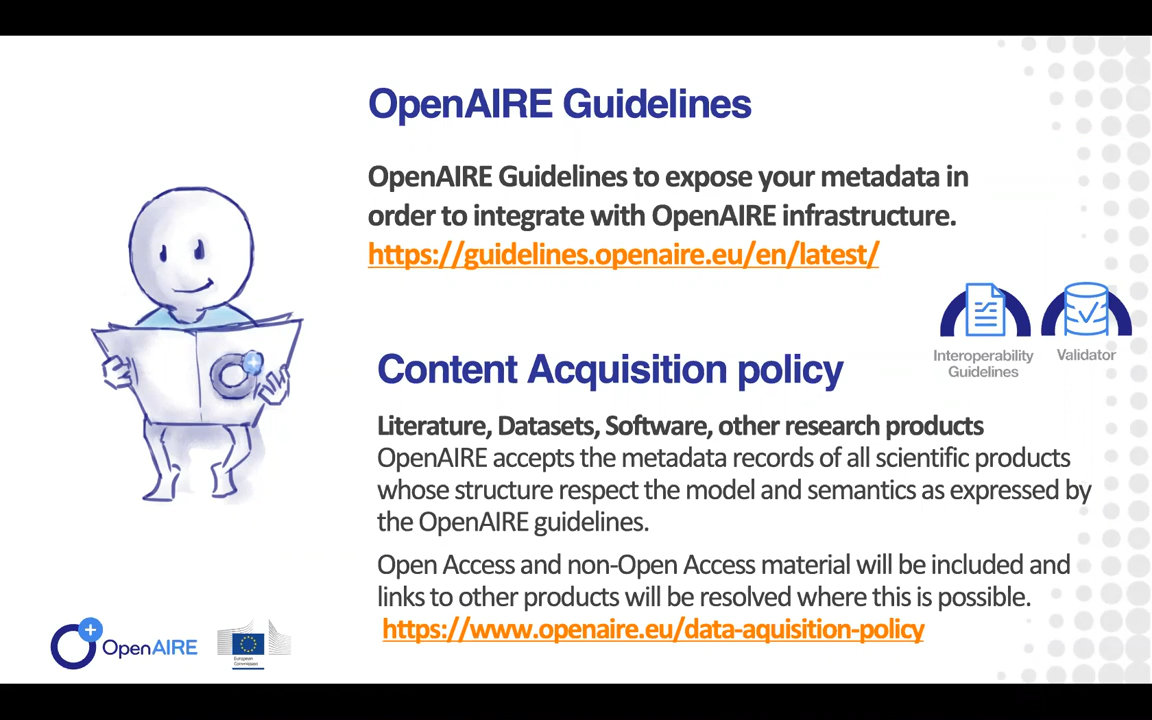 OpenAIRE Guidelines
OpenAIRE Guidelines to expose your metadata in
order to integrate with OpenAIRE infrastructure.
https://guidelines.openaire.eu/en/latest/
Interoperability
Guidelines
Validator
Content Acquisition policy
Literature, Datasets, Software, other research products
OpenAIRE accepts the metadata records of all scientific products
whose structure respect the model and semantics as expressed by
the OpenAIRE guidelines.
Open Access and non-Open Access material will be included and
links to other products will be resolved where this is possible.
https://www.openaire.eu/data-aquisition-policy
OpenAIRE
European
Commission